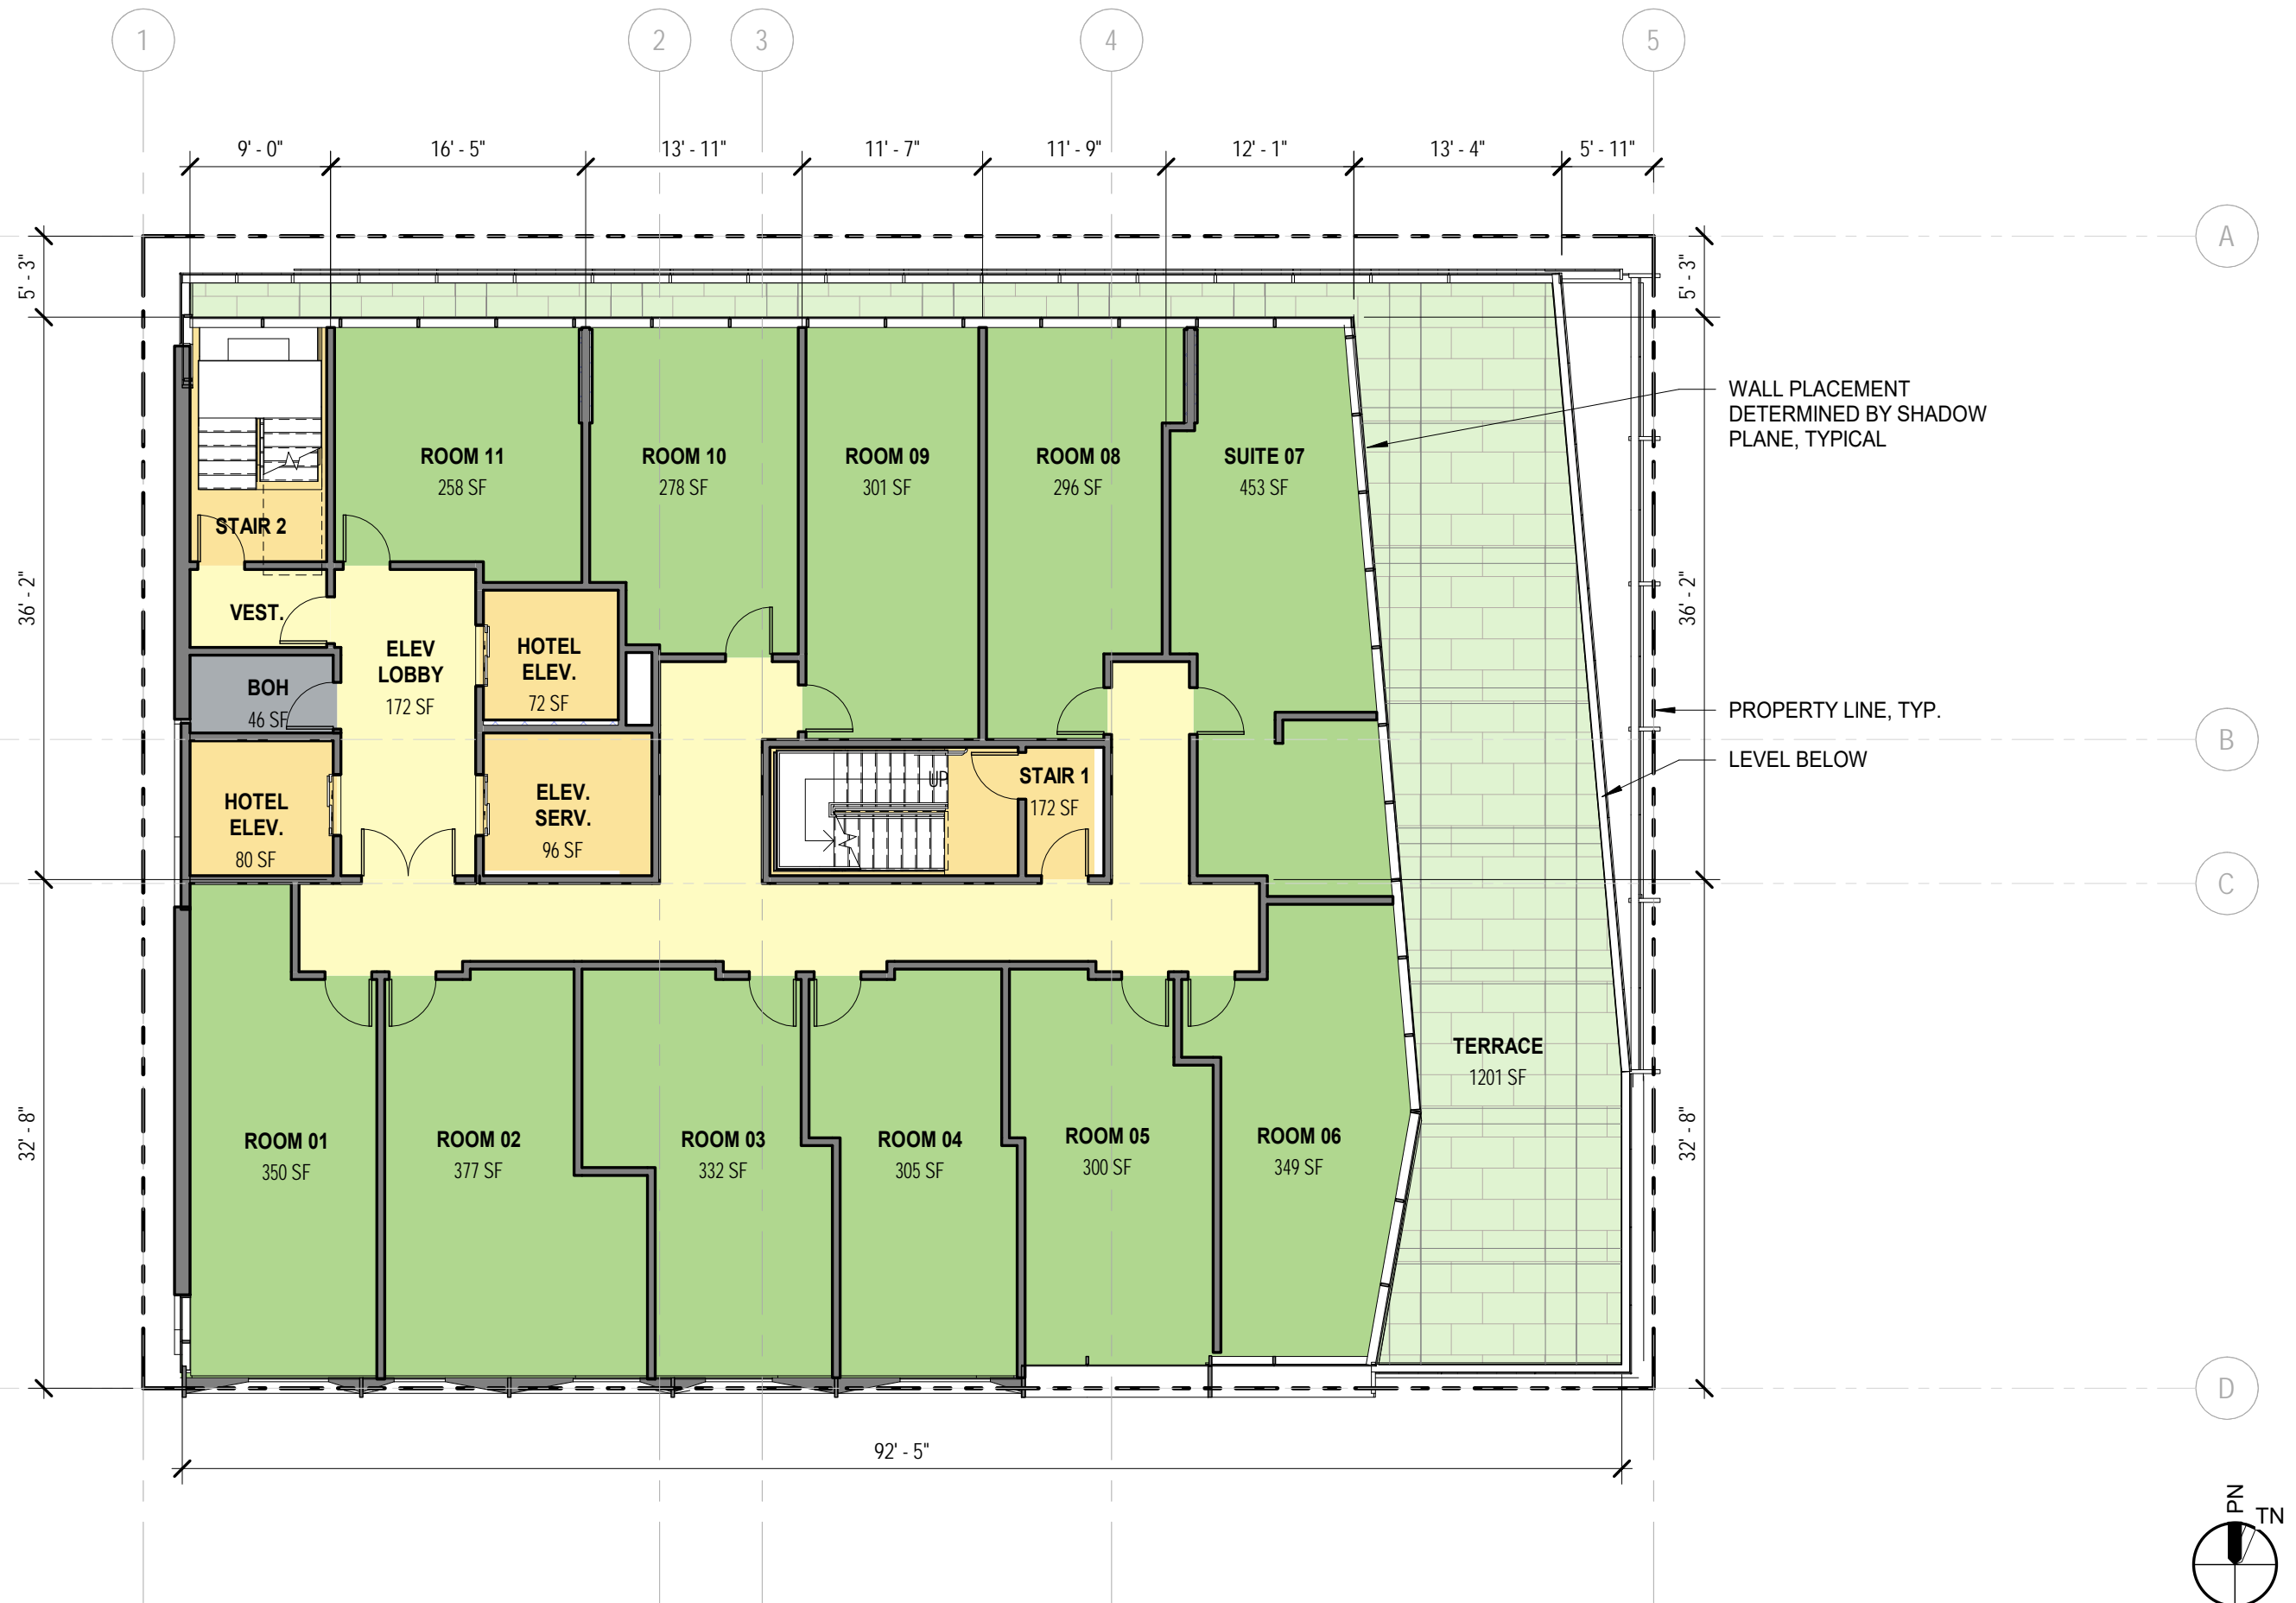 1
2
3
4
5
9' - 0"
16' - 5"
13' - 11"
11' - 7"
11' - 9"
12' - 1"
13' - 4"
5' - 11"
A
5' - 3"
5' - 3"
WALL PLACEMENT
DETERMINED BY SHADOW
PLANE, TYPICAL
ROOM 11
258 SF
ROOM 10
278 SF
ROOM 09
301 SF
ROOM 08
296 SF
SUITE 07
453 SF
STAIR 2
36' - 2"
36' - 2"
VEST.
ELEV
LOBBY
172 SF
HOTEL
ELEV.
72 SF
BOH
46 SF
PROPERTY LINE, TYP.
B
LEVEL BELOW
HOTEL
ELEV.
80 SF
ELEV.
SERV.
96 SF
UP
STAIR 1
172 SF
C
TERRACE
1201 SF
32' - 8"
32' - 8"
ROOM 01
350 SF
ROOM 02
377 SF
ROOM 03
332 SF
ROOM 04
305 SF
ROOM 05
300 SF
ROOM 06
349 SF
D
92' - 5"
PN
TN